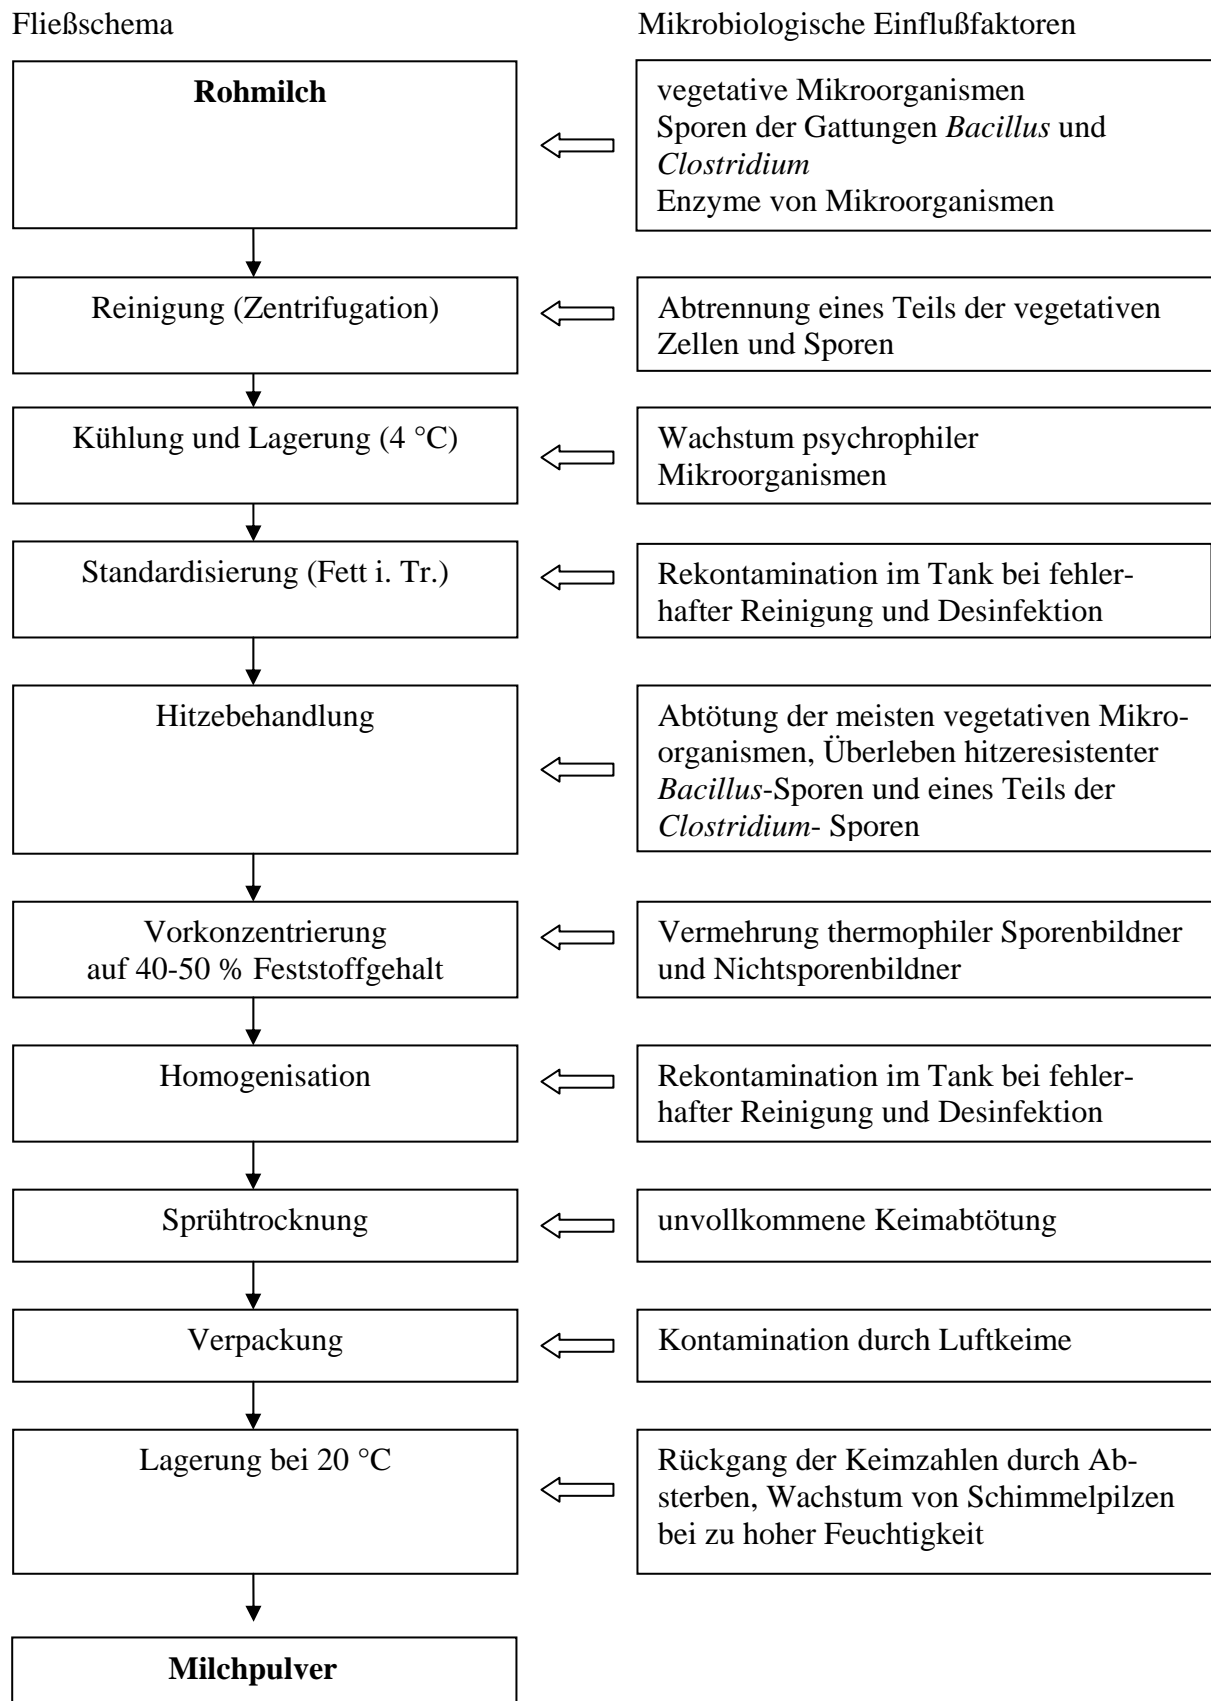 Fließschema
Mikrobiologische Einflußfaktoren
Rohmilch
vegetative Mikroorganismen
Sporen der Gattungen Bacillus und
Clostridium
Enzyme von Mikroorganismen
Reinigung (Zentrifugation)
Abtrennung eines Teils der vegetativen
Zellen und Sporen
Kühlung und Lagerung (4 °C)
Wachstum psychrophiler
Mikroorganismen
Standardisierung (Fett i. Tr.)
Rekontamination im Tank bei fehler-
hafter Reinigung und Desinfektion
Hitzebehandlung
Abtötung der meisten vegetativen Mikro-
organismen, Überleben hitzeresistenter
Bacillus-Sporen und eines Teils der
Clostridium- Sporen
Vorkonzentrierung
auf 40-50 % Feststoffgehalt
Vermehrung thermophiler Sporenbildner
und Nichtsporenbildner
Homogenisation
Rekontamination im Tank bei fehler-
hafter Reinigung und Desinfektion
Sprühtrocknung
unvollkommene Keimabtötung
Verpackung
Kontamination durch Luftkeime
Lagerung bei 20 °C
Rückgang der Keimzahlen durch Ab-
sterben, Wachstum von Schimmelpilzen
bei zu hoher Feuchtigkeit
Milchpulver